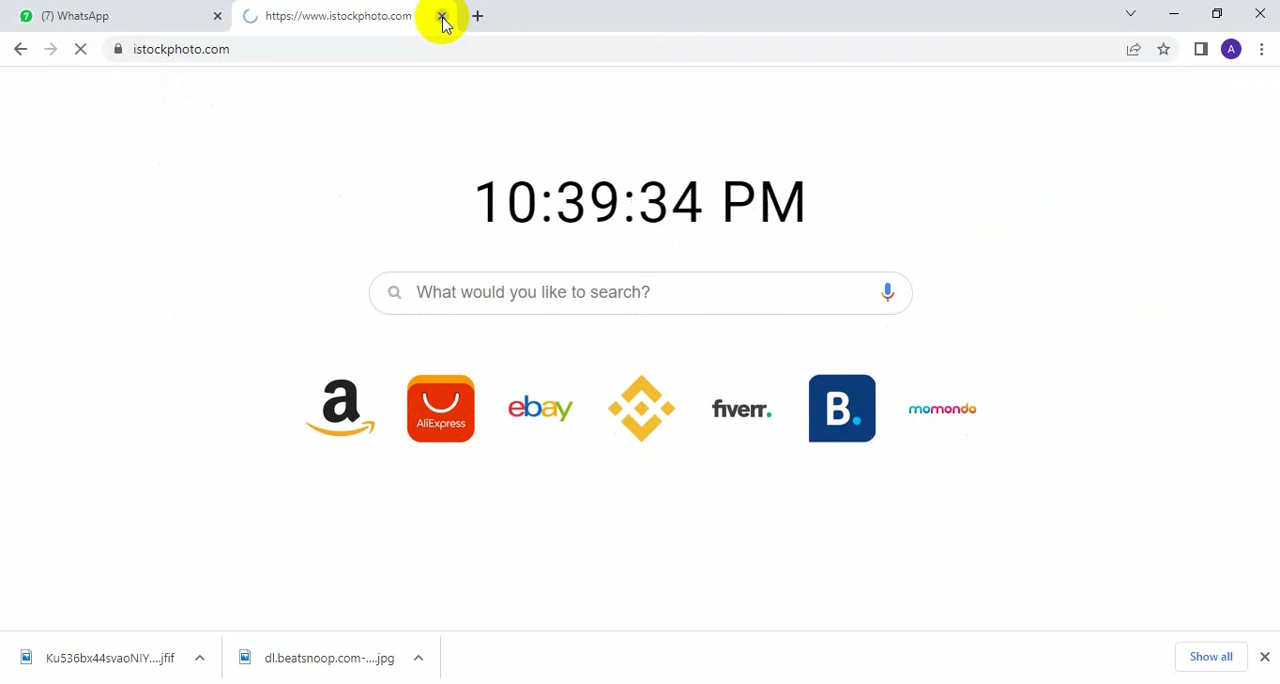 7 (7) WhatsApp
https://www.istockphoto.com
istockphoto.com
A
10:39:34 PM
What would you like to search?
a
AliExpress
ebay
fiverr.
B.
momondo
Ku536bx44svaoNIY....jfif
dl.beatsnoop.com-....jpg
Show all